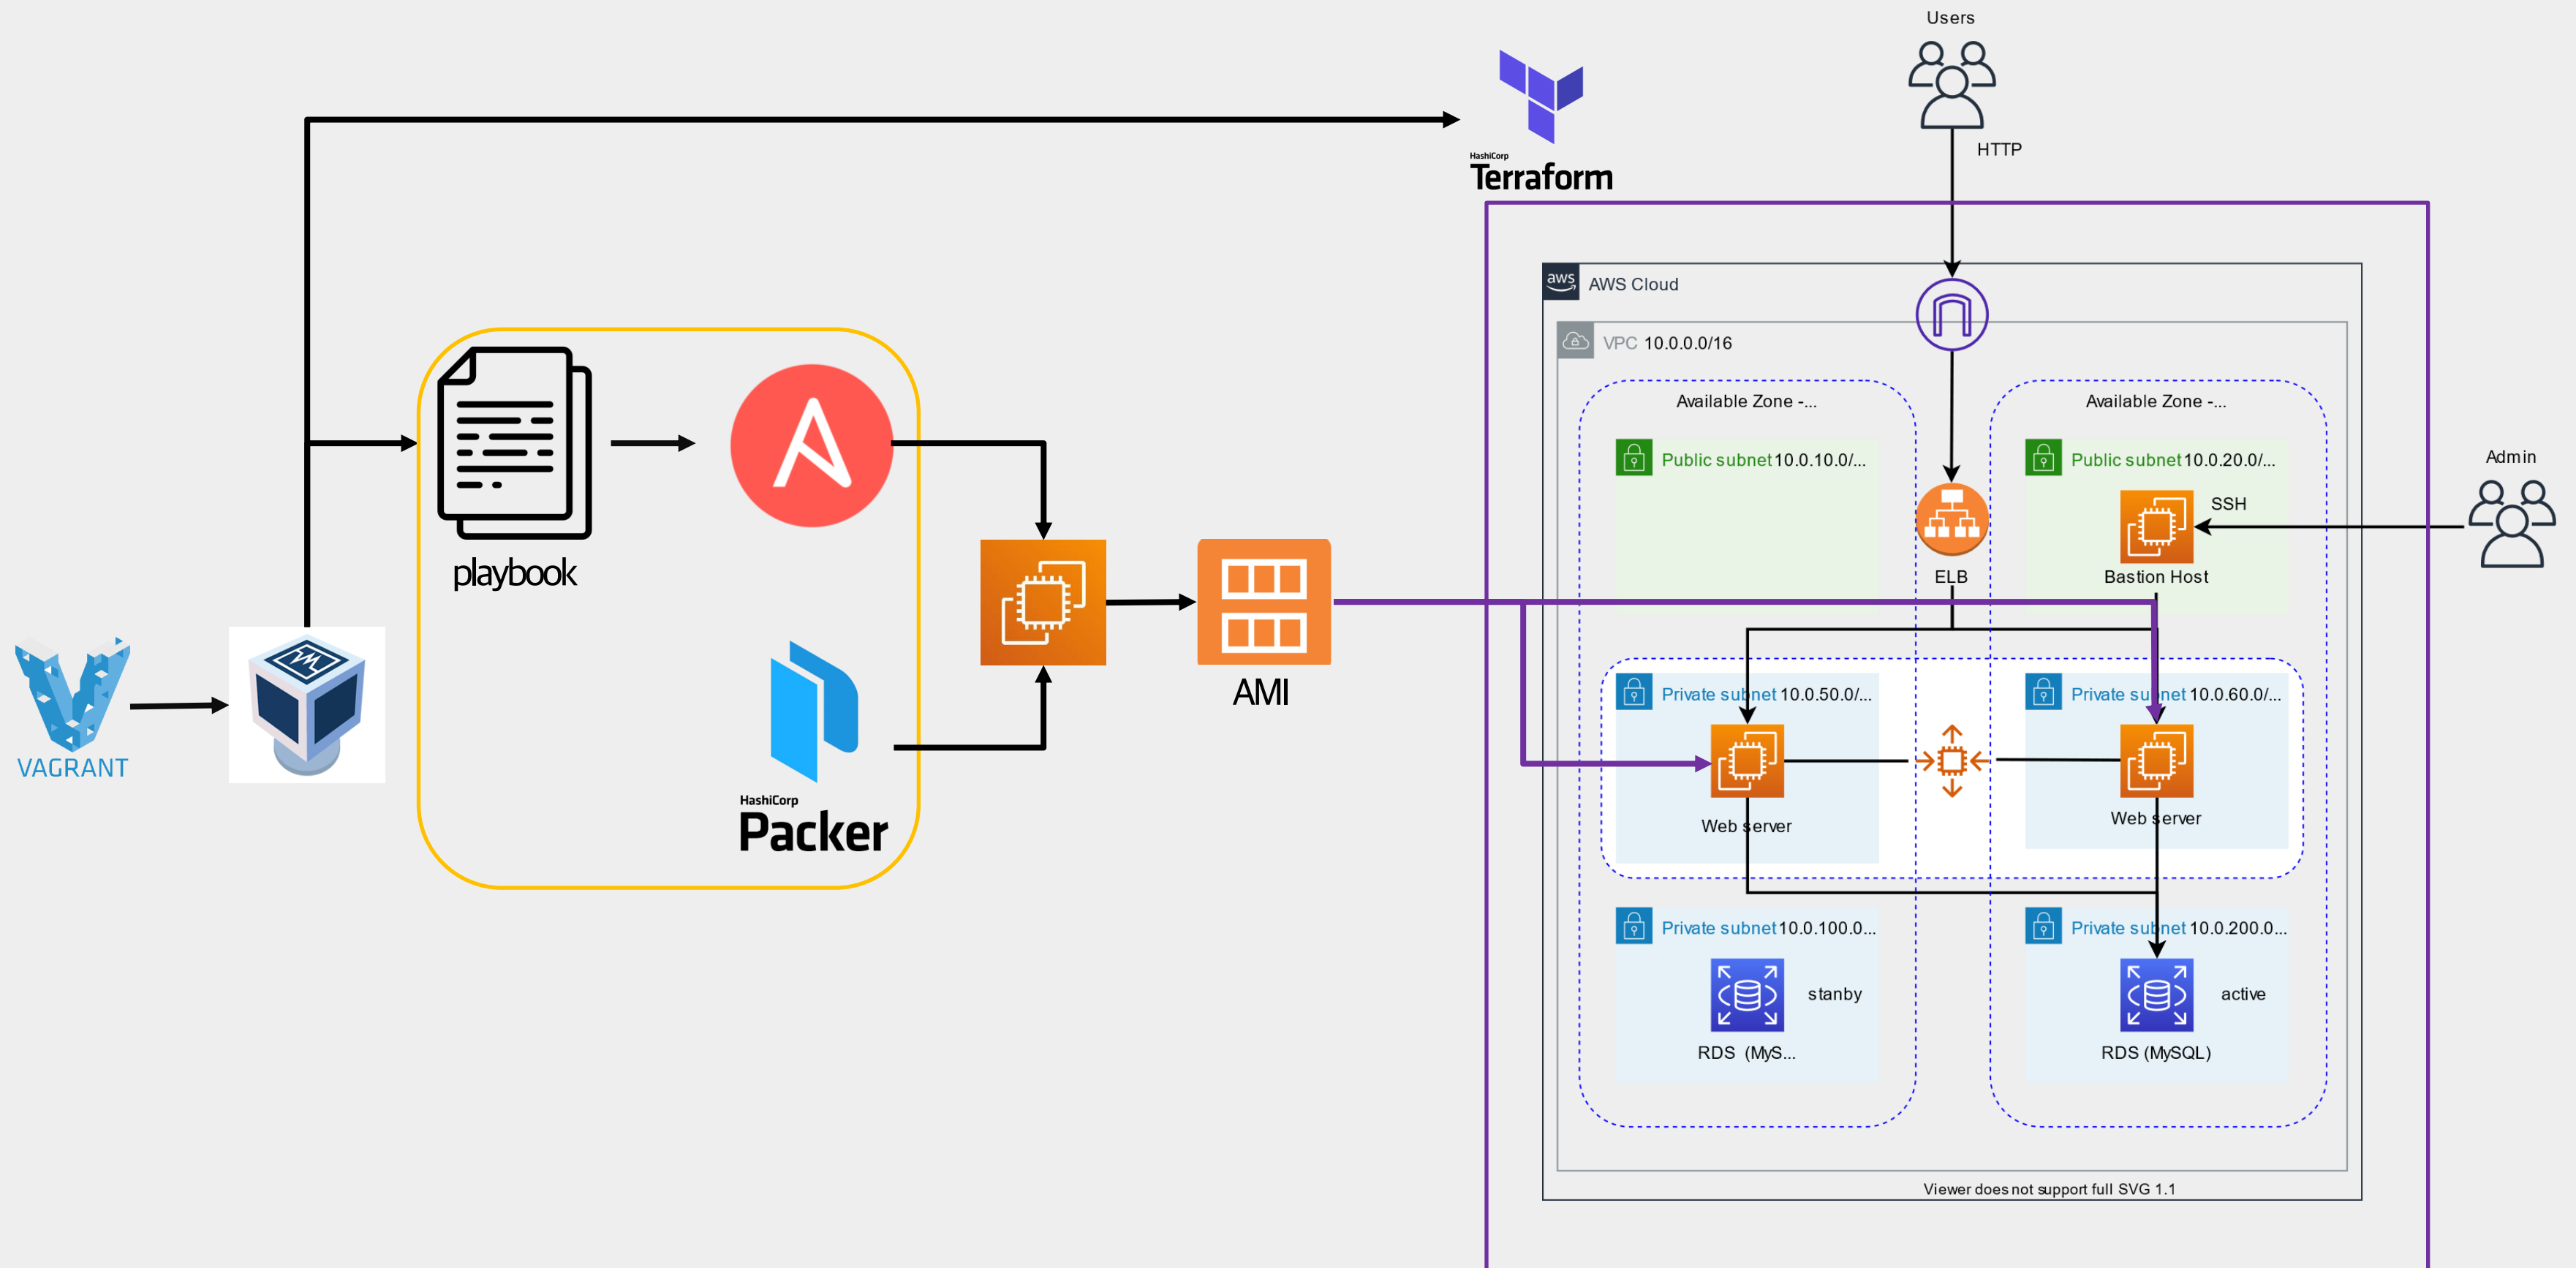 Users
HTTP
HashiCorp
Terraform
aws
AWS Cloud
VPC 10.0.0.0/16
Available Zone -...
Available Zone -...
Public subnet 10.0.10.0/...
Public subnet 10.0.20.0/...
Admin
SSH
ELB
Bastion Host
playbook
AMI
VAGRANT
HashiCorp
Packer
Private subnet 10.0.50.0/...
Private subnet 10.0.60.0/...
Web server
Web server
Private subnet 10.0.100.0...
Private subnet 10.0.200.0...
stanby
active
RDS (MyS...
RDS (MySQL)
Viewer does not support full SVG 1.1